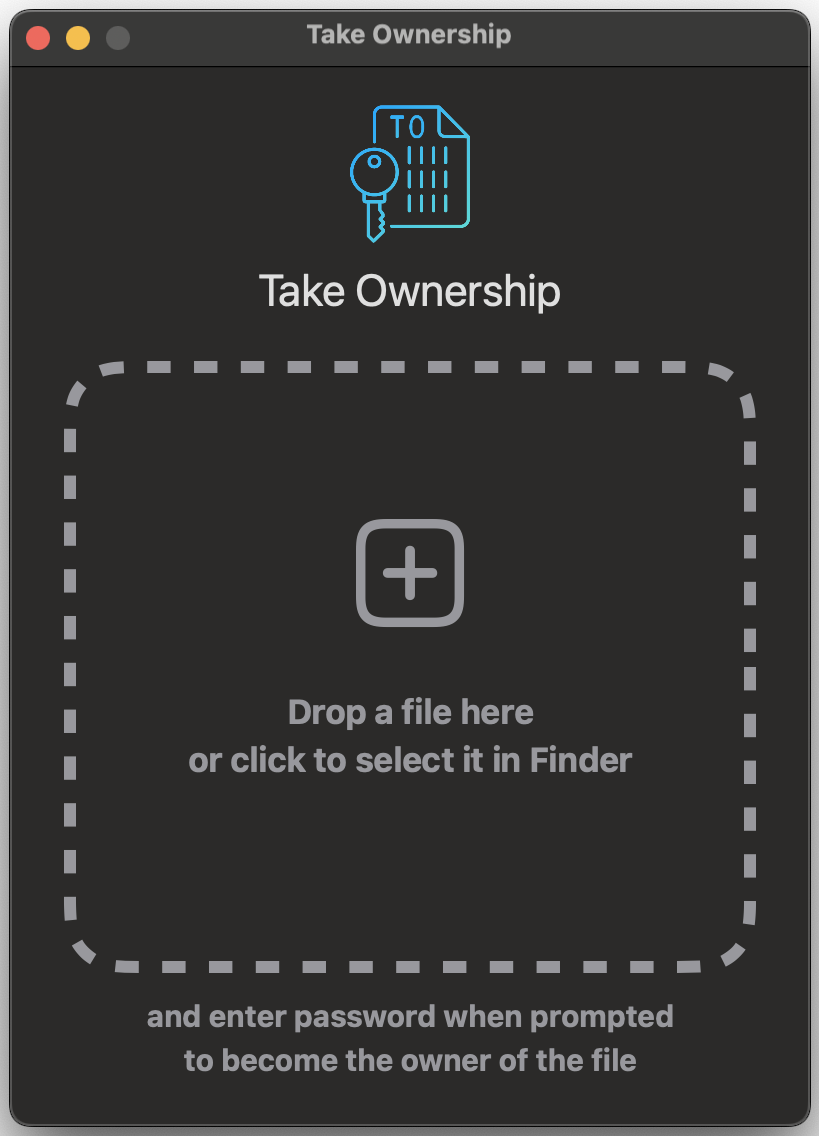 Take Ownership
TO
Take Ownership
Drop a file here
or click to select it in Finder
and enter password when prompted
to become the owner of the file